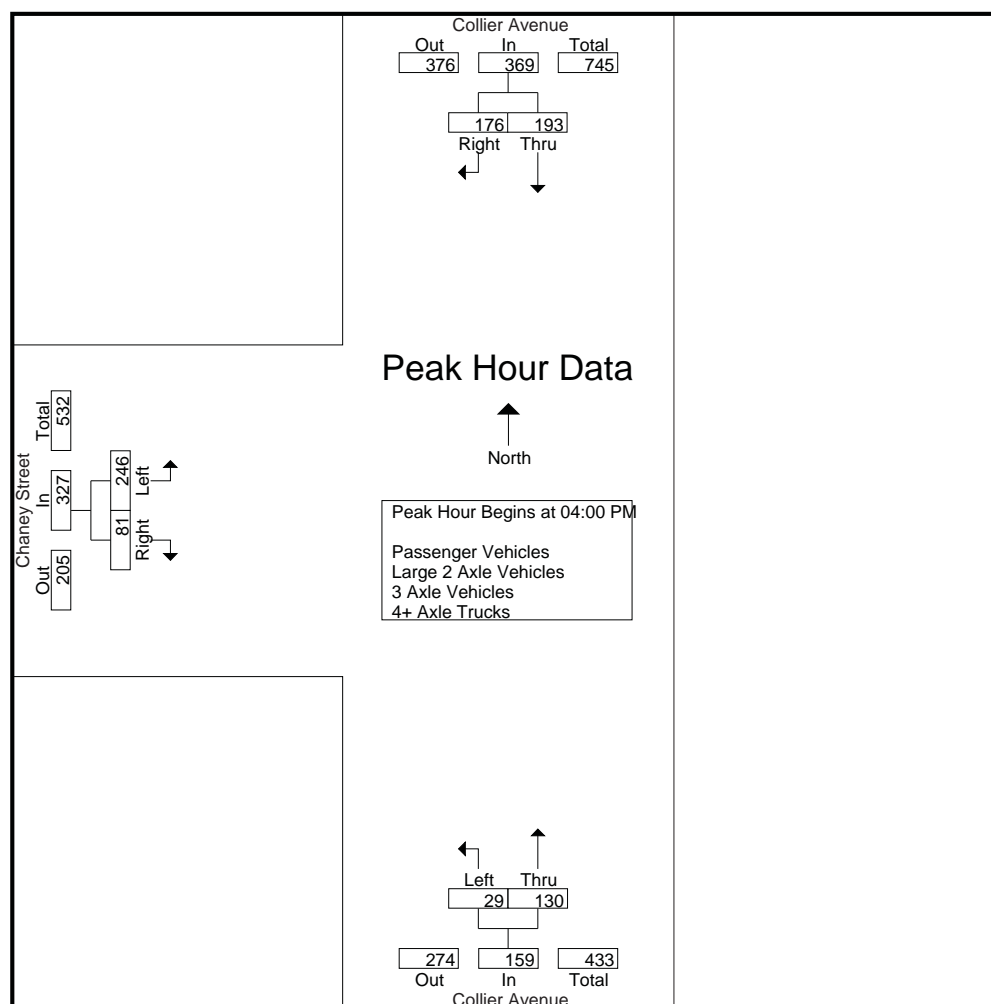 Collier Avenue
Out In Total
376 369 745
176 193
Right Thru
Peak Hour Data
North
Peak Hour Begins at 04:00 PM
Passenger Vehicles
Large 2 Axle Vehicles
3 Axle Vehicles
4+ Axle Trucks
Chaney Street
Out In Total
205 327 532
81 246
Right Left
Left Thru
29 130
274 159 433
Out In Total
Collier Avenue